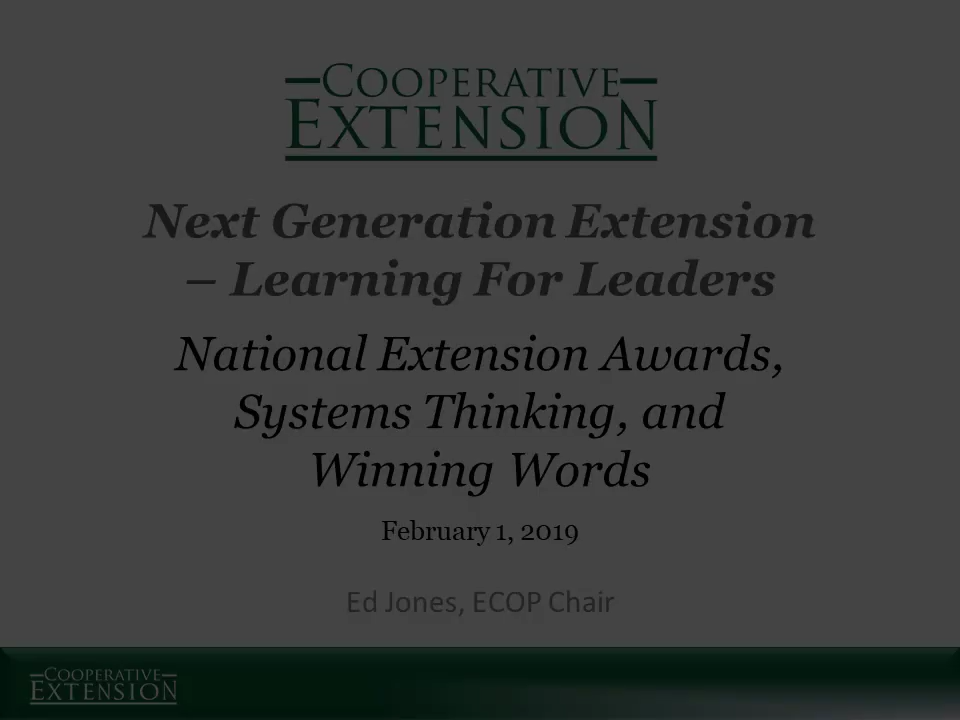 COOPERATIVE
EXTENSION
Next Generation Extension
– Learning For Leaders
National Extension Awards,
Systems Thinking, and
Winning Words
February 1, 2019
Ed Jones, ECOP Chair
COOPERATIVE
EXTENSION